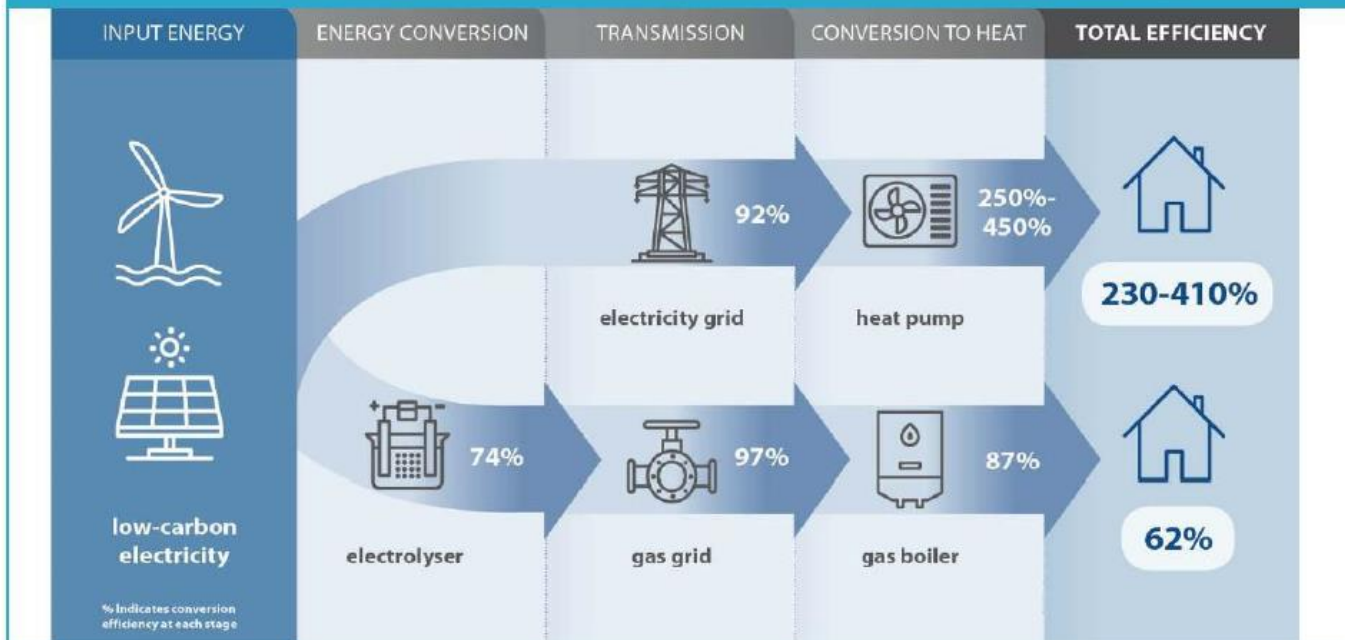 INPUT ENERGY
ENERGY CONVERSION
TRANSMISSION
CONVERSION TO HEAT
TOTAL EFFICIENCY
92%
250%-
450%
electricity grid
heat pump
230-410%
+ −
74%
97%
87%
low-carbon
electricity
electrolyser
gas grid
gas boiler
62%
% Indicates conversion
efficiency at each stage